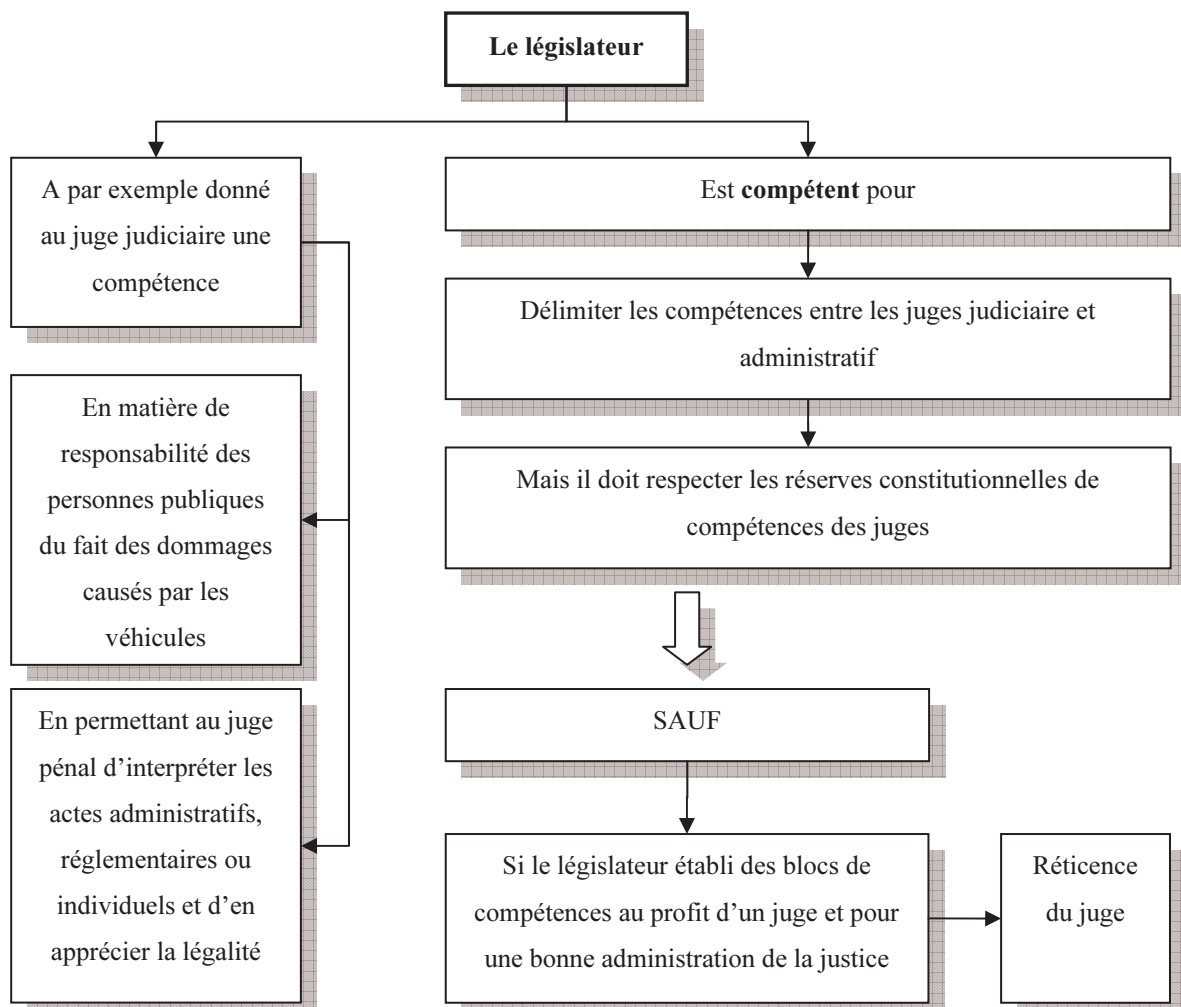 Le législateur
A par exemple donné
au juge judiciaire une
compétence
En matière de
responsabilité des
personnes publiques
du fait des dommages
causés par les
véhicules
En permettant au juge
pénal d’interpréter les
actes administratifs,
réglementaires ou
individuels et d’en
apprécier la légalité
Est compétent pour
Délimiter les compétences entre les juges judiciaire et
administratif
Mais il doit respecter les réserves constitutionnelles de
compétences des juges
SAUF
Si le législateur établi des blocs de
compétences au profit d’un juge et pour
une bonne administration de la justice
Réticence
du juge